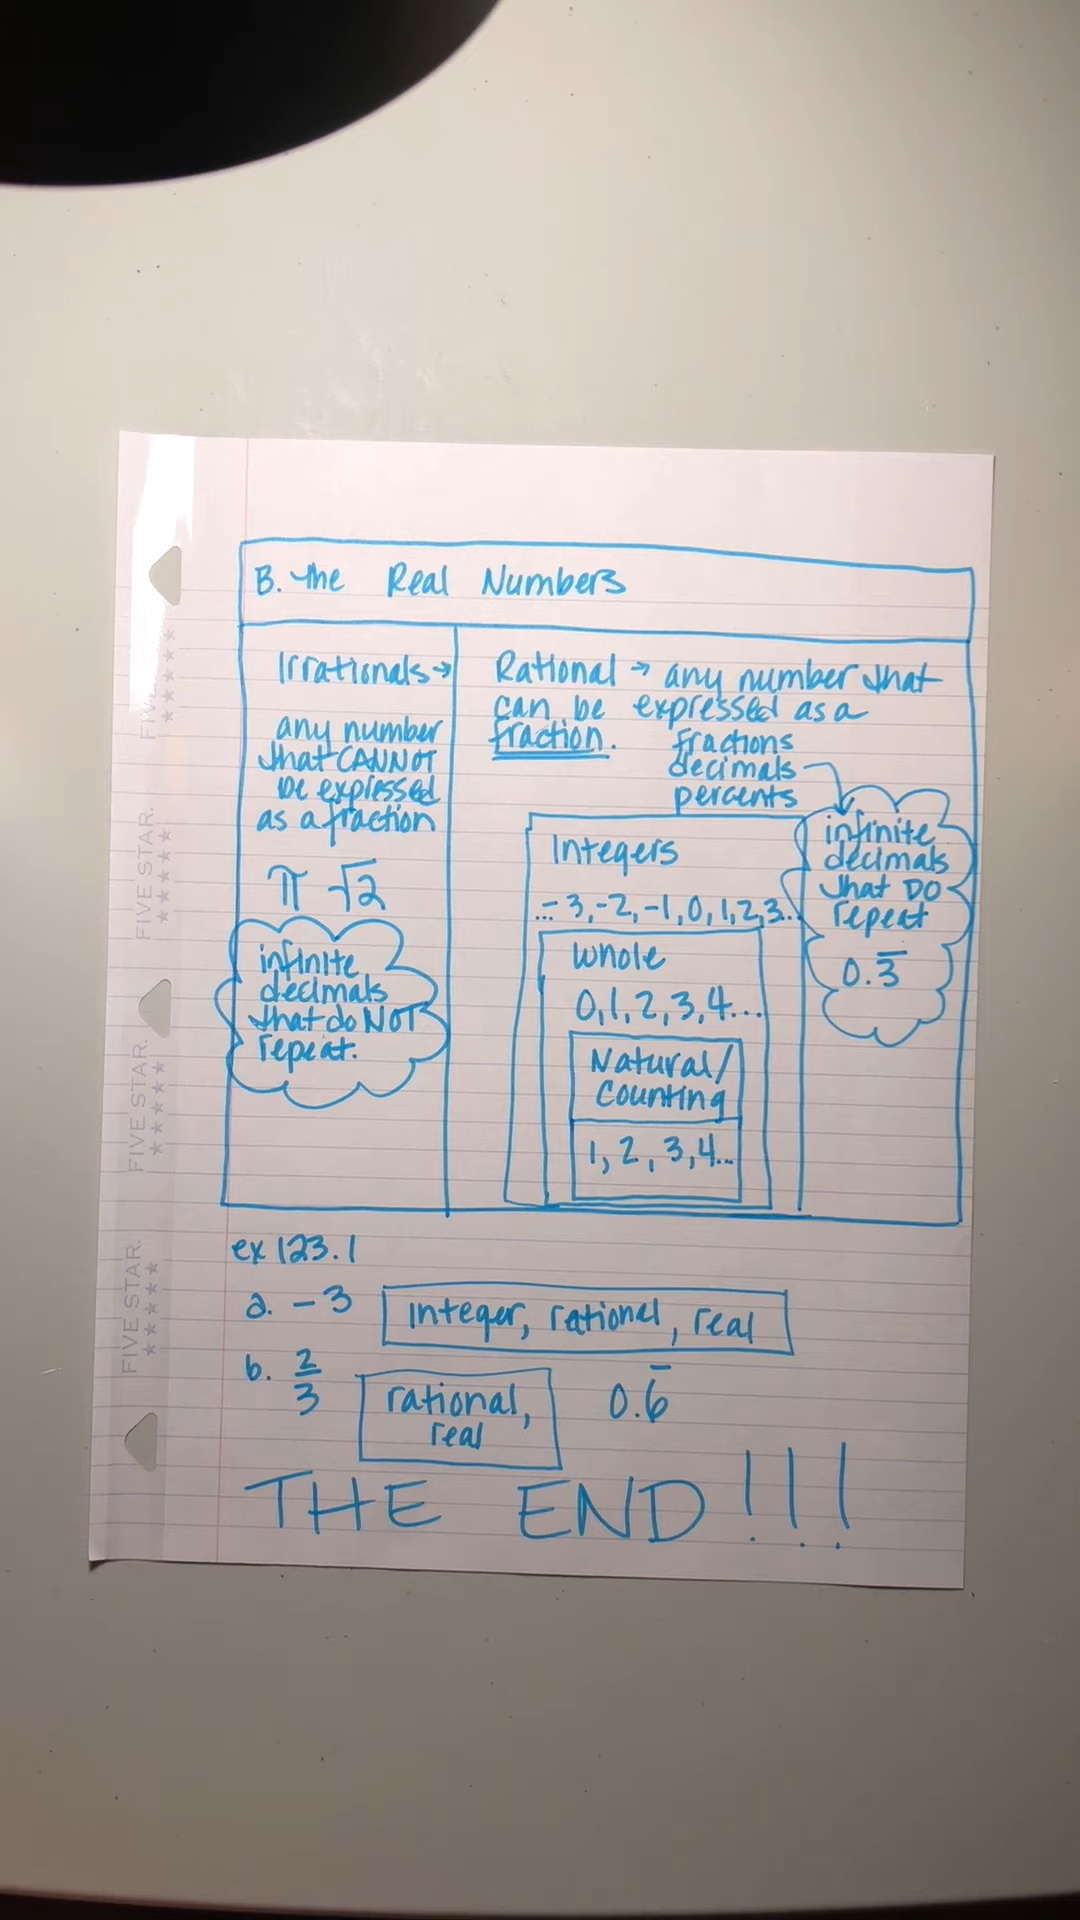 B. The Real Numbers
Irrationals →
any number
that CANNOT
be expressed
as a fraction
π √2
infinite
decimals
that do NOT
repeat.
Rational → any number that
can be expressed as a
fraction.
fractions
decimals
percents
infinite
decimals
that DO
repeat
0.3̅
Integers
...-3,-2,-1,0,1,2,3...
Whole
0,1,2,3,4...
Natural/
Counting
1, 2, 3, 4...
ex 123.1
a. -3 integer, rational, real
b. 2/3 rational, 0.6̅
real
THE END!!!
FIVE STAR.
FIVE STAR.
FIVE STAR.
FIVE STAR.